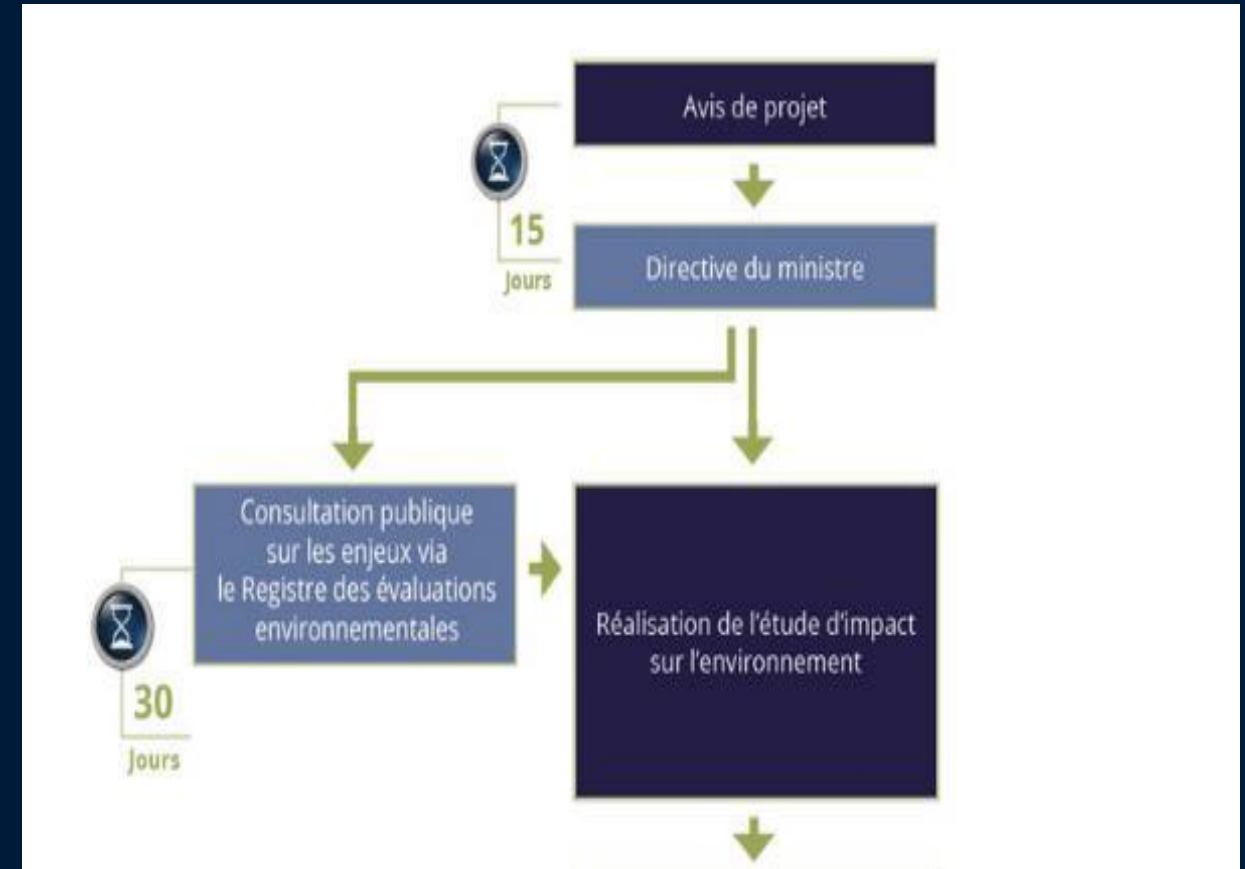 Avis de projet
15
Jours
Directive du ministre
Consultation publique
sur les enjeux via
le Registre des évaluations
environnementales
30
Jours
Réalisation de l'étude d'impact
sur l'environnement